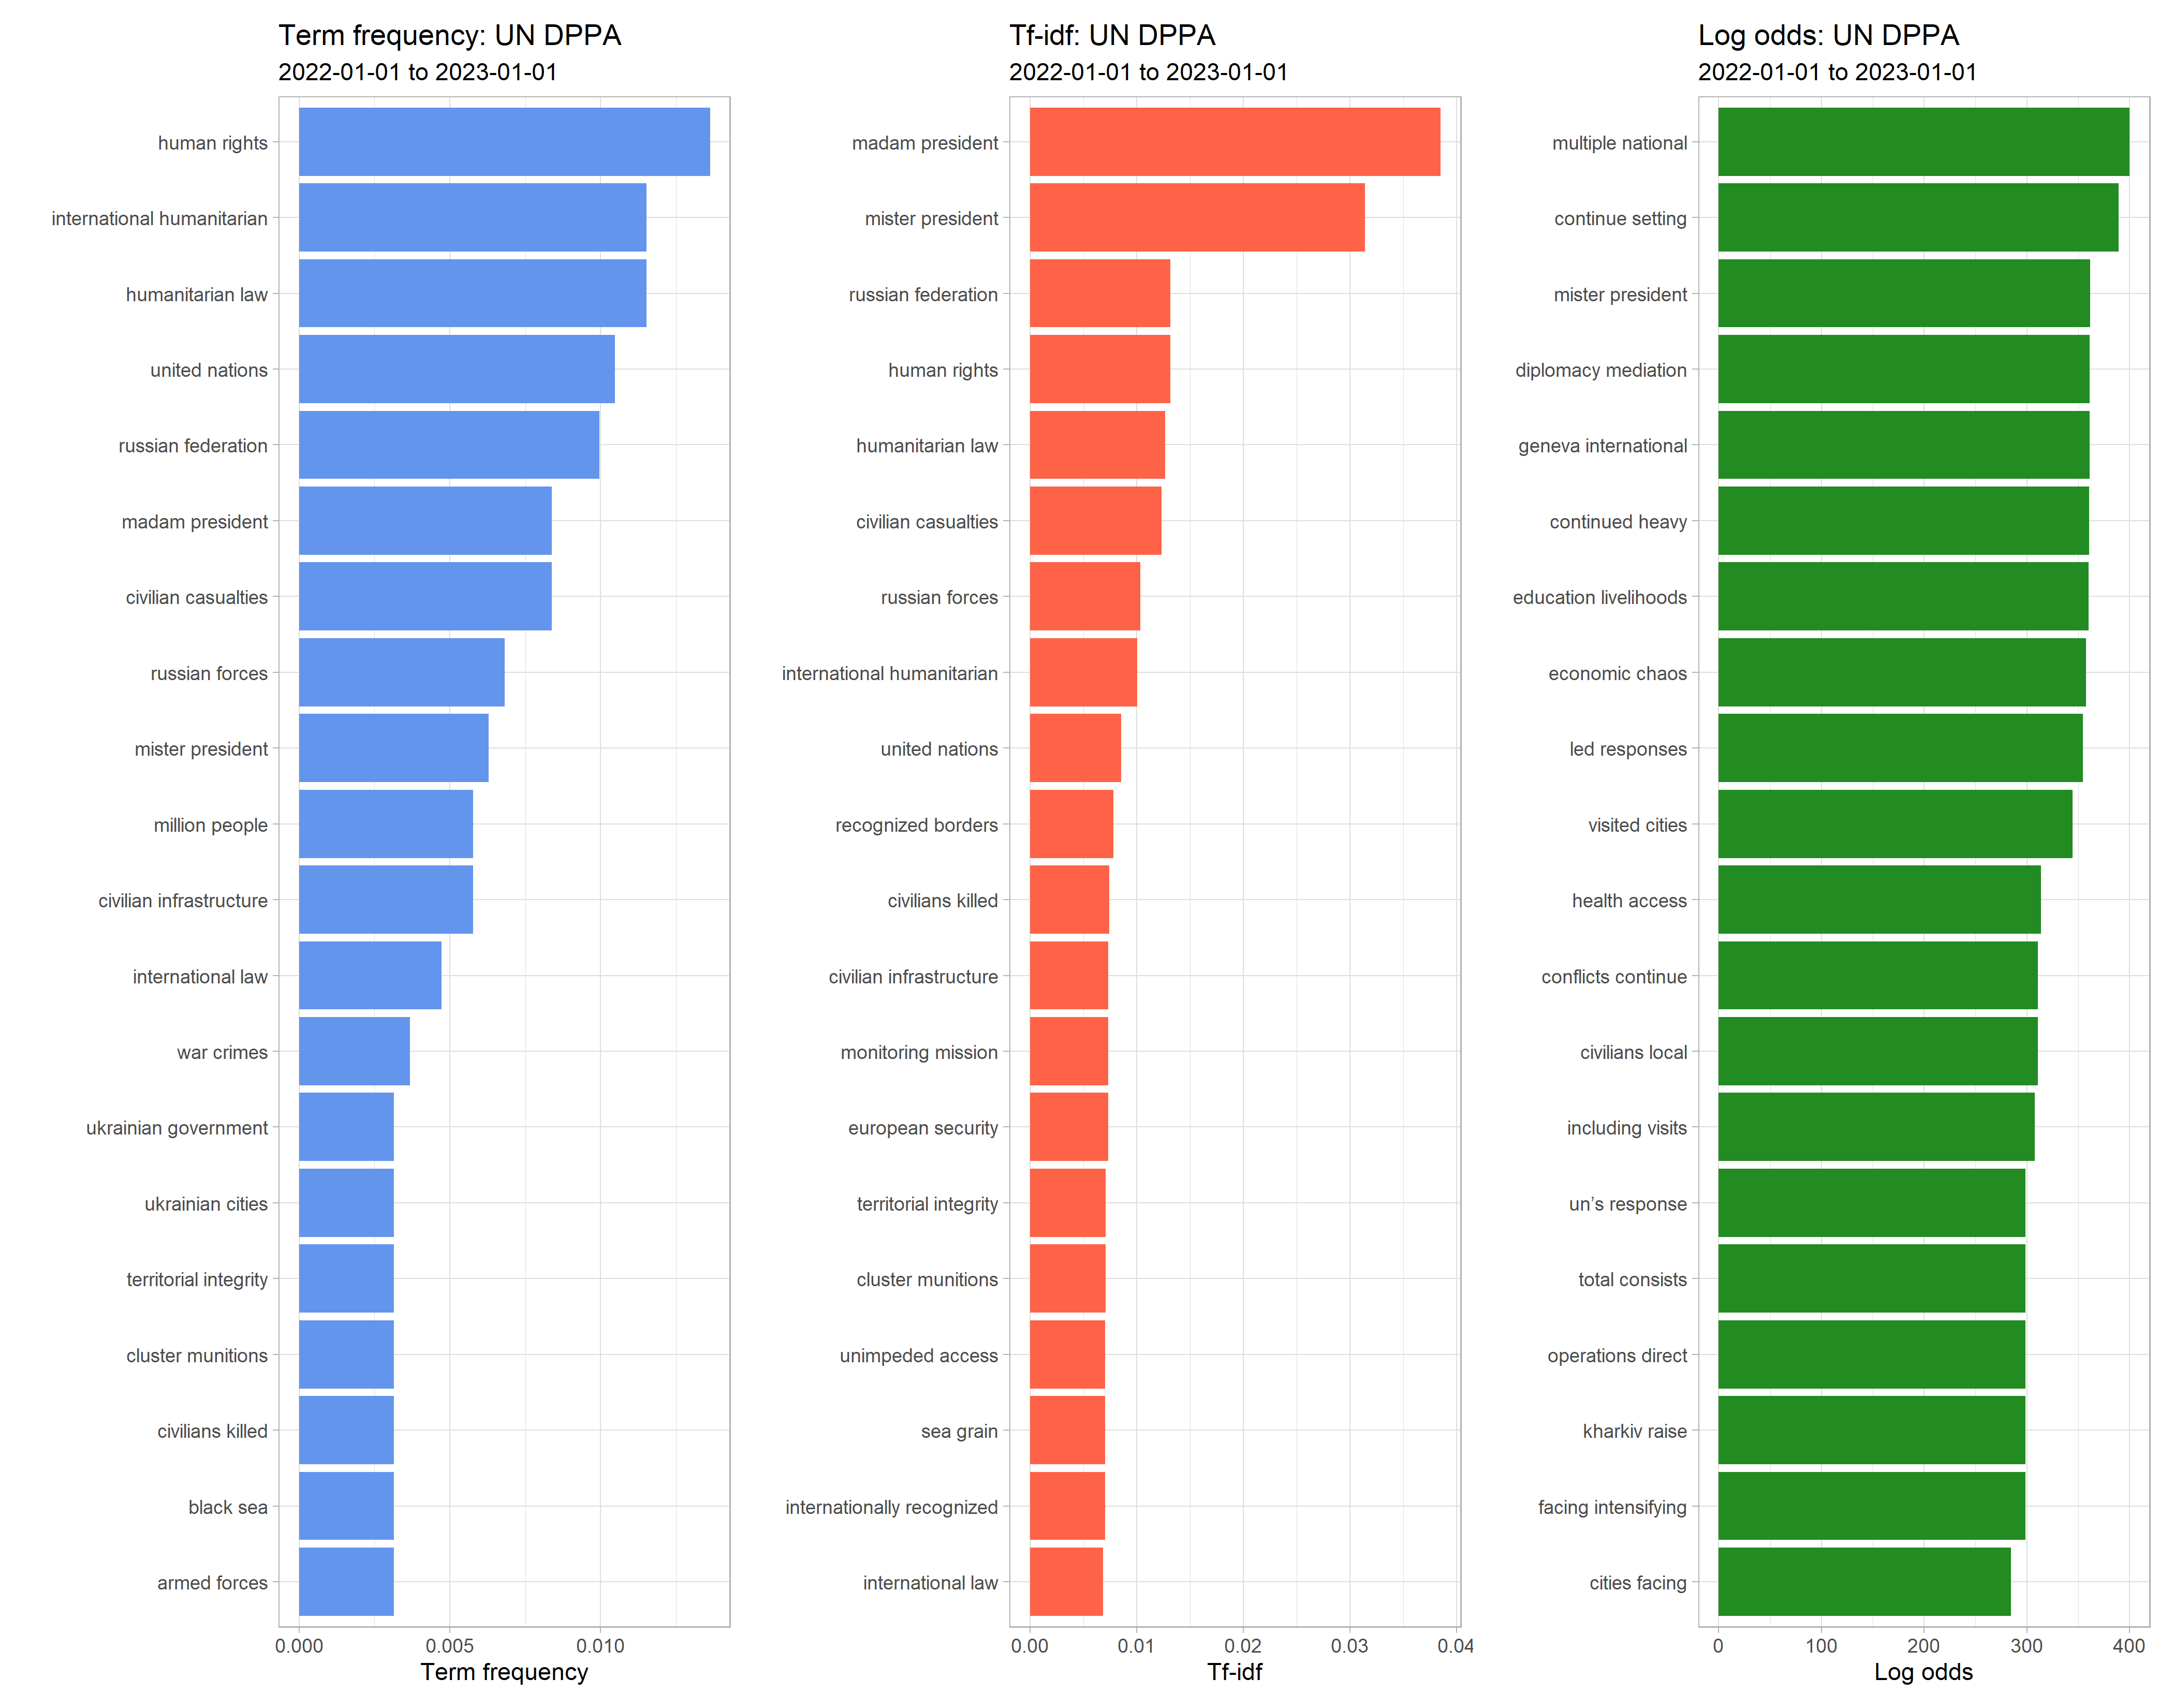 Term frequency: UN DPPA
2022-01-01 to 2023-01-01
human rights
international humanitarian
humanitarian law
united nations
russian federation
madam president
civilian casualties
russian forces
mister president
million people
civilian infrastructure
international law
war crimes
ukrainian government
ukrainian cities
territorial integrity
cluster munitions
civilians killed
black sea
armed forces
0.000 0.005 0.010
Term frequency
Tf-idf: UN DPPA
2022-01-01 to 2023-01-01
madam president
mister president
russian federation
human rights
humanitarian law
civilian casualties
russian forces
international humanitarian
united nations
recognized borders
civilians killed
civilian infrastructure
monitoring mission
european security
territorial integrity
cluster munitions
unimpeded access
sea grain
internationally recognized
international law
0.00 0.01 0.02 0.03 0.04
Tf-idf
Log odds: UN DPPA
2022-01-01 to 2023-01-01
multiple national
continue setting
mister president
diplomacy mediation
geneva international
continued heavy
education livelihoods
economic chaos
led responses
visited cities
health access
conflicts continue
civilians local
including visits
un’s response
total consists
operations direct
kharkiv raise
facing intensifying
cities facing
0 100 200 300 400
Log odds